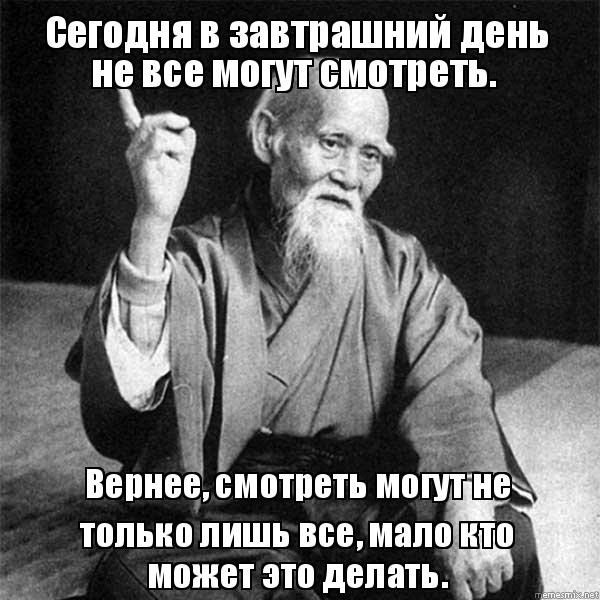 Сегодня в завтрашний день
не все могут смотреть.
Вернее, смотреть могут не
только лишь все, мало кто
может это делать.
memesmix.net